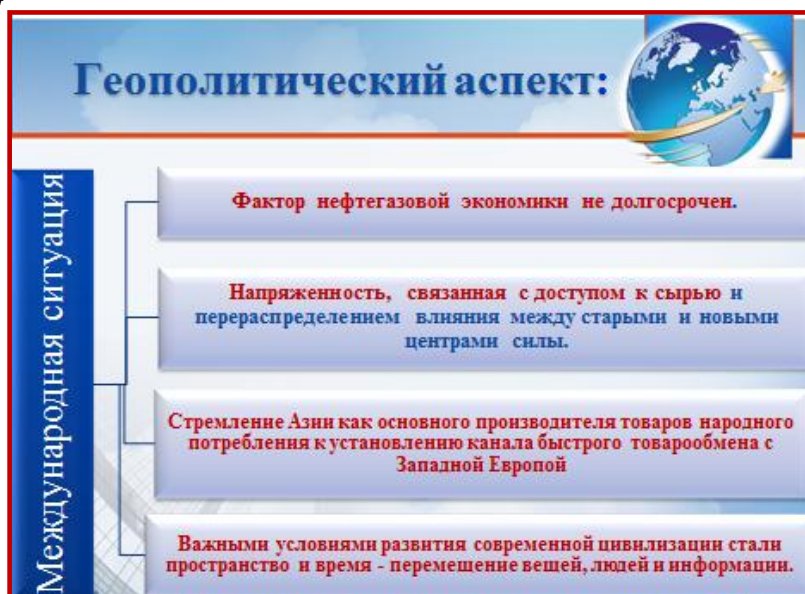 Геополитический аспект:
Международная ситуация
Фактор нефтегазовой экономики не долгосрочен.
Напряженность, связанная с доступом к сырью и
перераспределением влияния между старыми и новыми
центрами силы.
Стремление Азии как основного производителя товаров народного
потребления к установлению канала быстрого товарообмена с
Западной Европой
Важными условиями развития современной цивилизации стали
пространство и время - перемещение вещей, людей и информации.